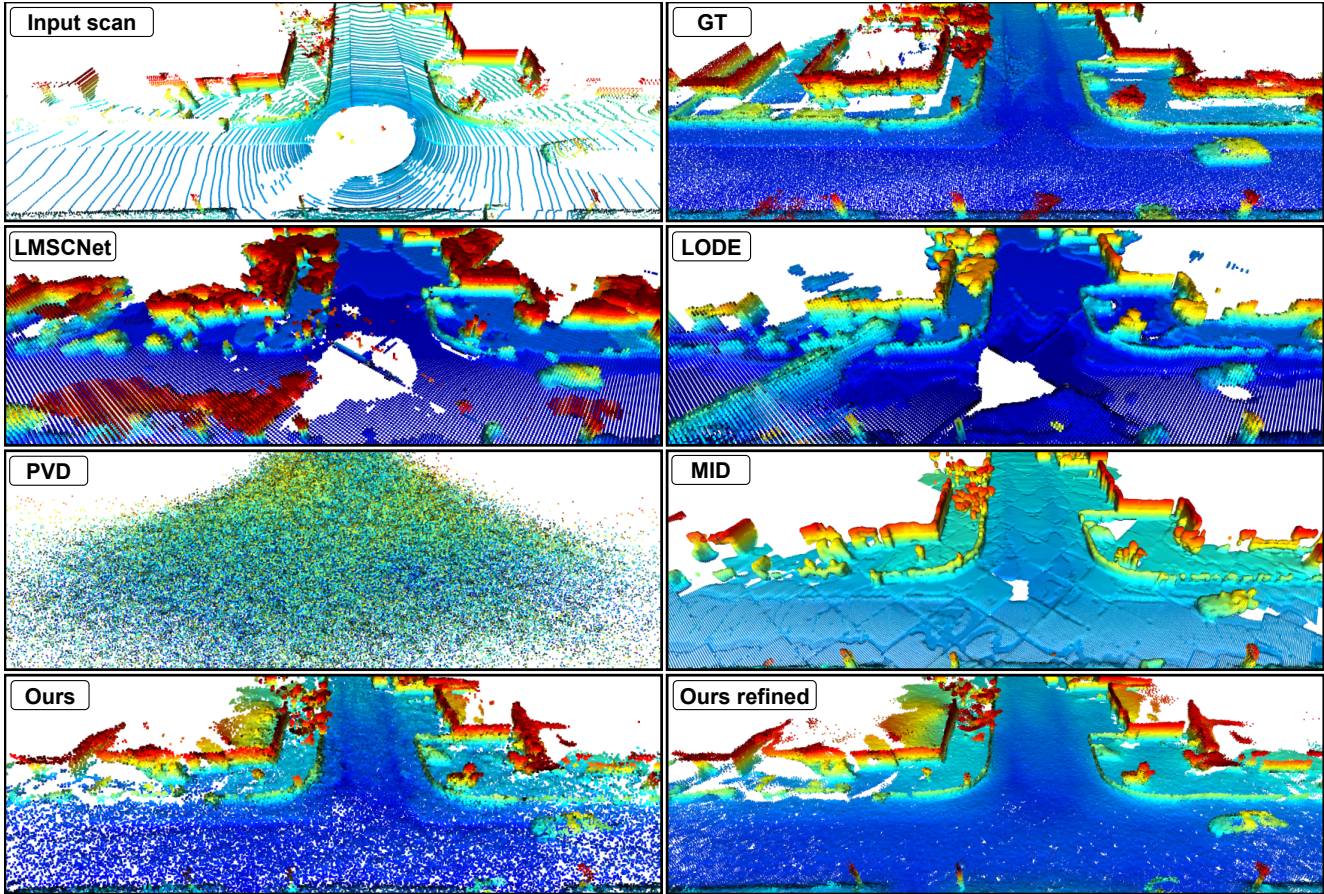 Input scan
GT
LMSCNet
LODE
PVD
MID
Ours
Ours refined